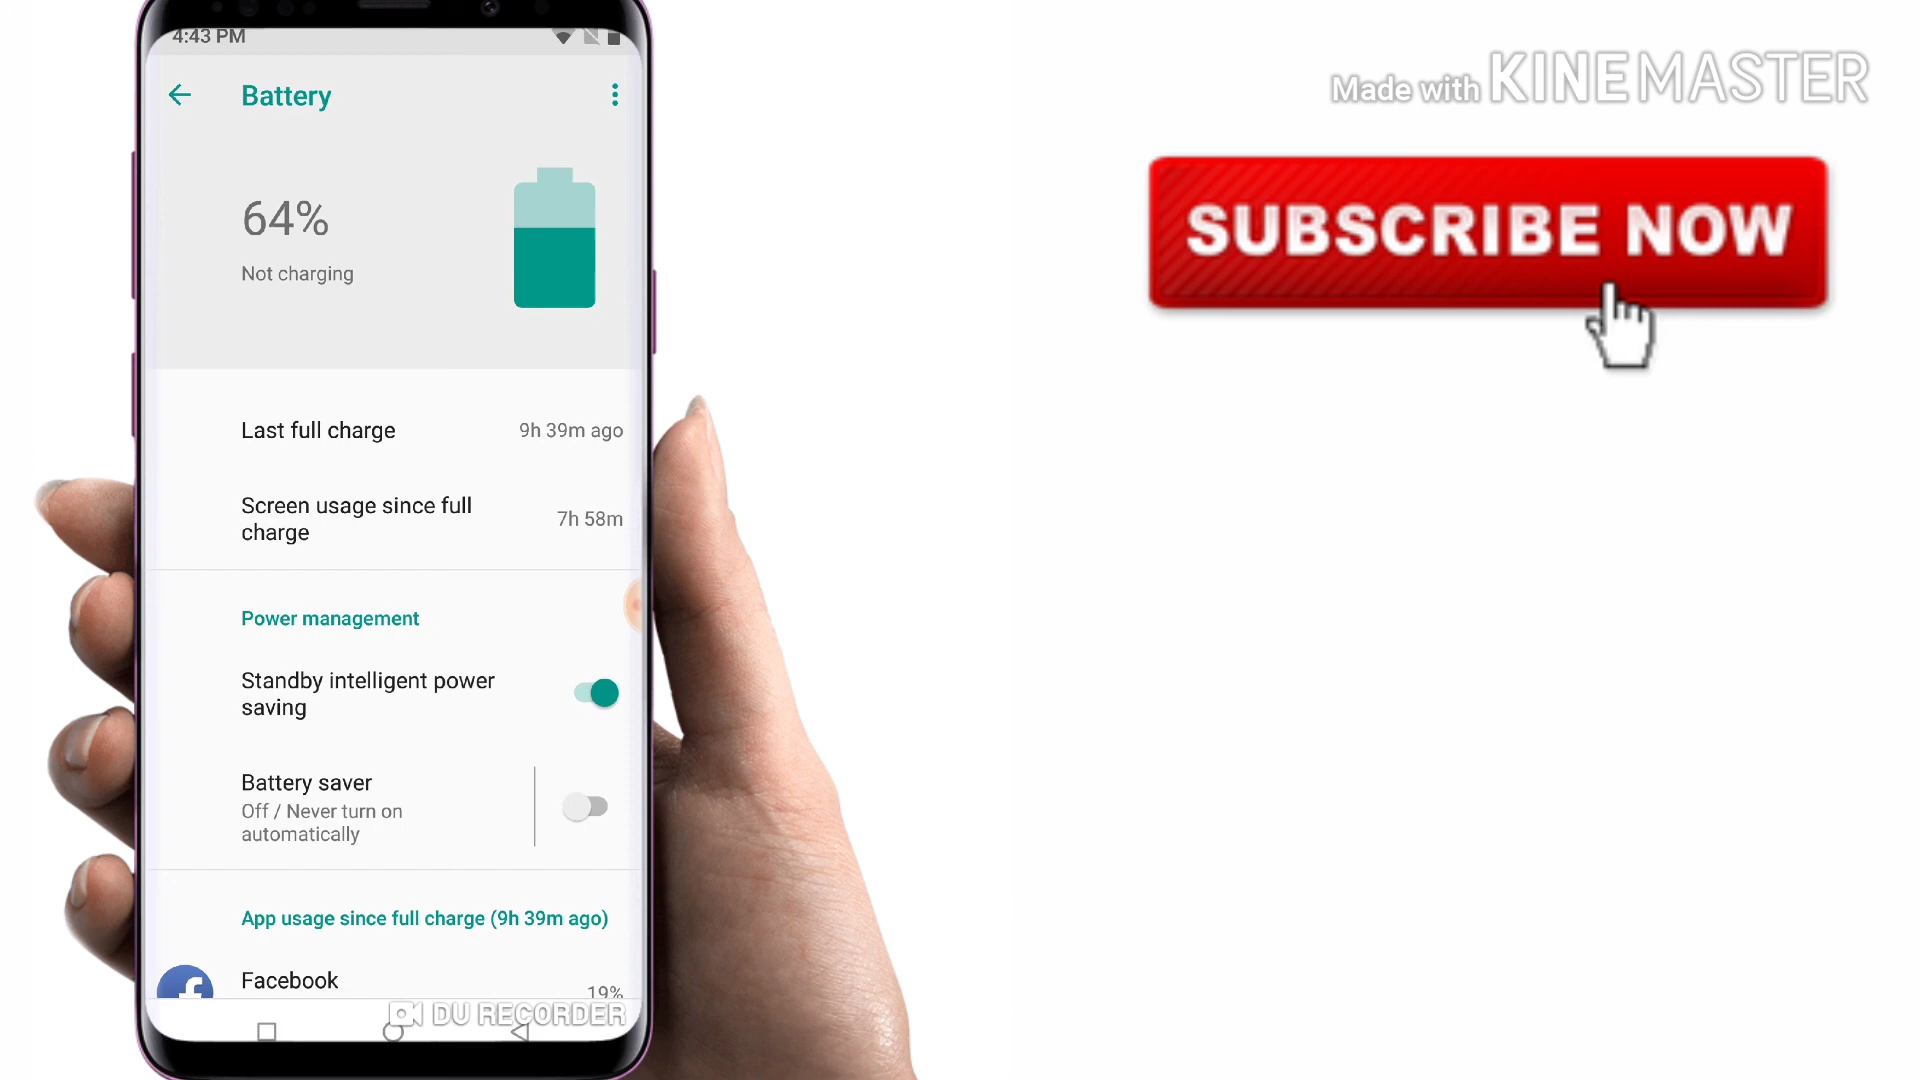 4:43 PM
Battery
64%
Not charging
Last full charge
9h 39m ago
Screen usage since full
charge
7h 58m
Power management
Standby intelligent power
saving
Battery saver
Off / Never turn on
automatically
App usage since full charge (9h 39m ago)
Facebook
19%
DU RECORDER
Made with KINEMASTER
SUBSCRIBE NOW